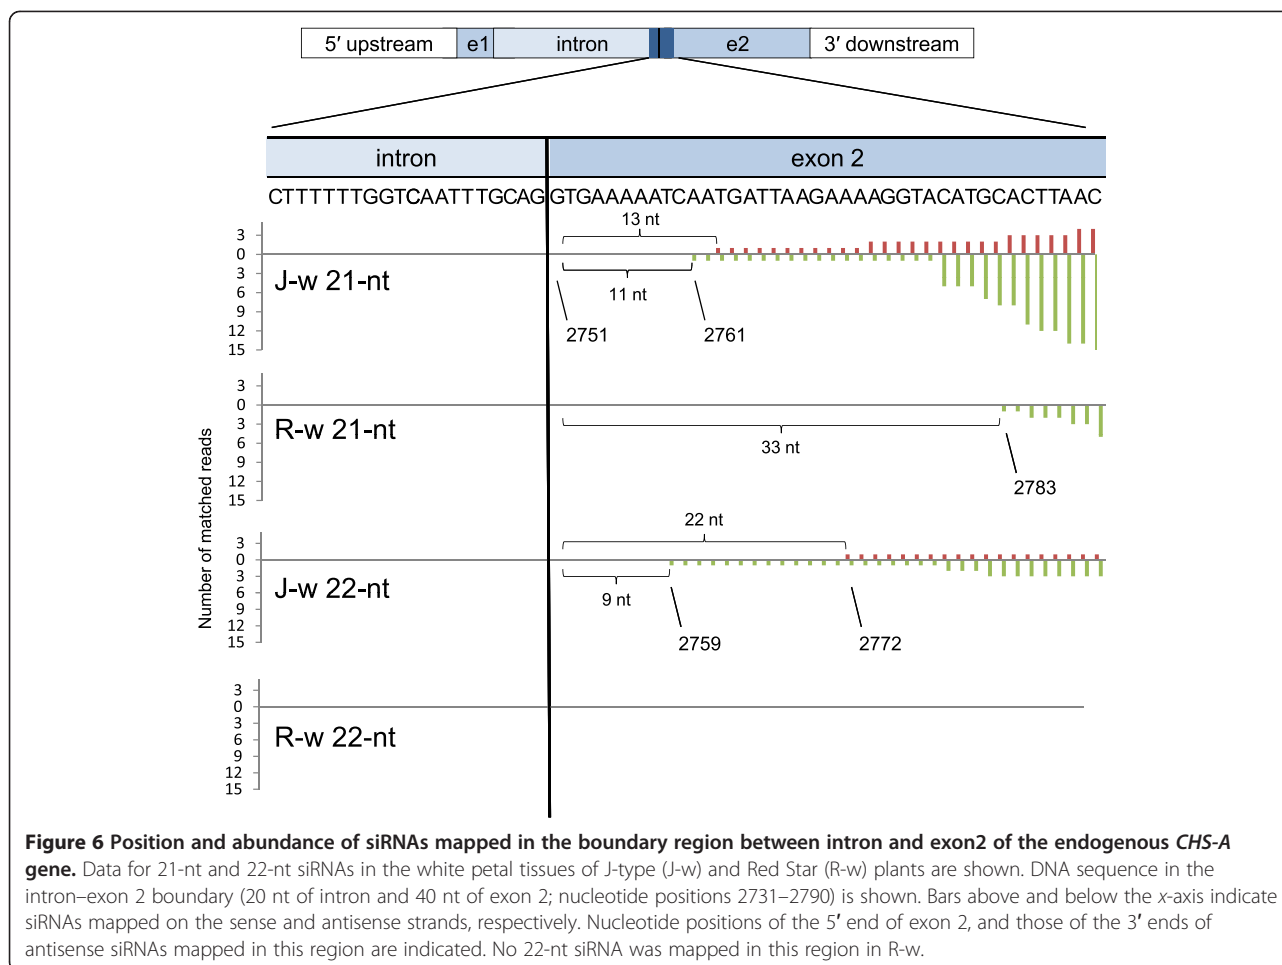 5′ upstream e1 intron e2 3′ downstream
intron exon 2
CTTTTTTGGTCAATTTGCAG GTGAAAAATCAATGATTAAGAAAAGGTACATGCACTTAAC
Number of matched reads
3
0
3
6
9
12
15
J-w 21-nt
13 nt
11 nt
2751
2761
3
0
3
6
9
12
15
R-w 21-nt
33 nt
2783
3
0
3
6
9
12
15
J-w 22-nt
22 nt
9 nt
2759
2772
3
0
3
6
9
12
15
R-w 22-nt
Figure 6 Position and abundance of siRNAs mapped in the boundary region between intron and exon2 of the endogenous CHS-A
gene. Data for 21-nt and 22-nt siRNAs in the white petal tissues of J-type (J-w) and Red Star (R-w) plants are shown. DNA sequence in the
intron–exon 2 boundary (20 nt of intron and 40 nt of exon 2; nucleotide positions 2731–2790) is shown. Bars above and below the x-axis indicate
siRNAs mapped on the sense and antisense strands, respectively. Nucleotide positions of the 5′ end of exon 2, and those of the 3′ ends of
antisense siRNAs mapped in this region are indicated. No 22-nt siRNA was mapped in this region in R-w.